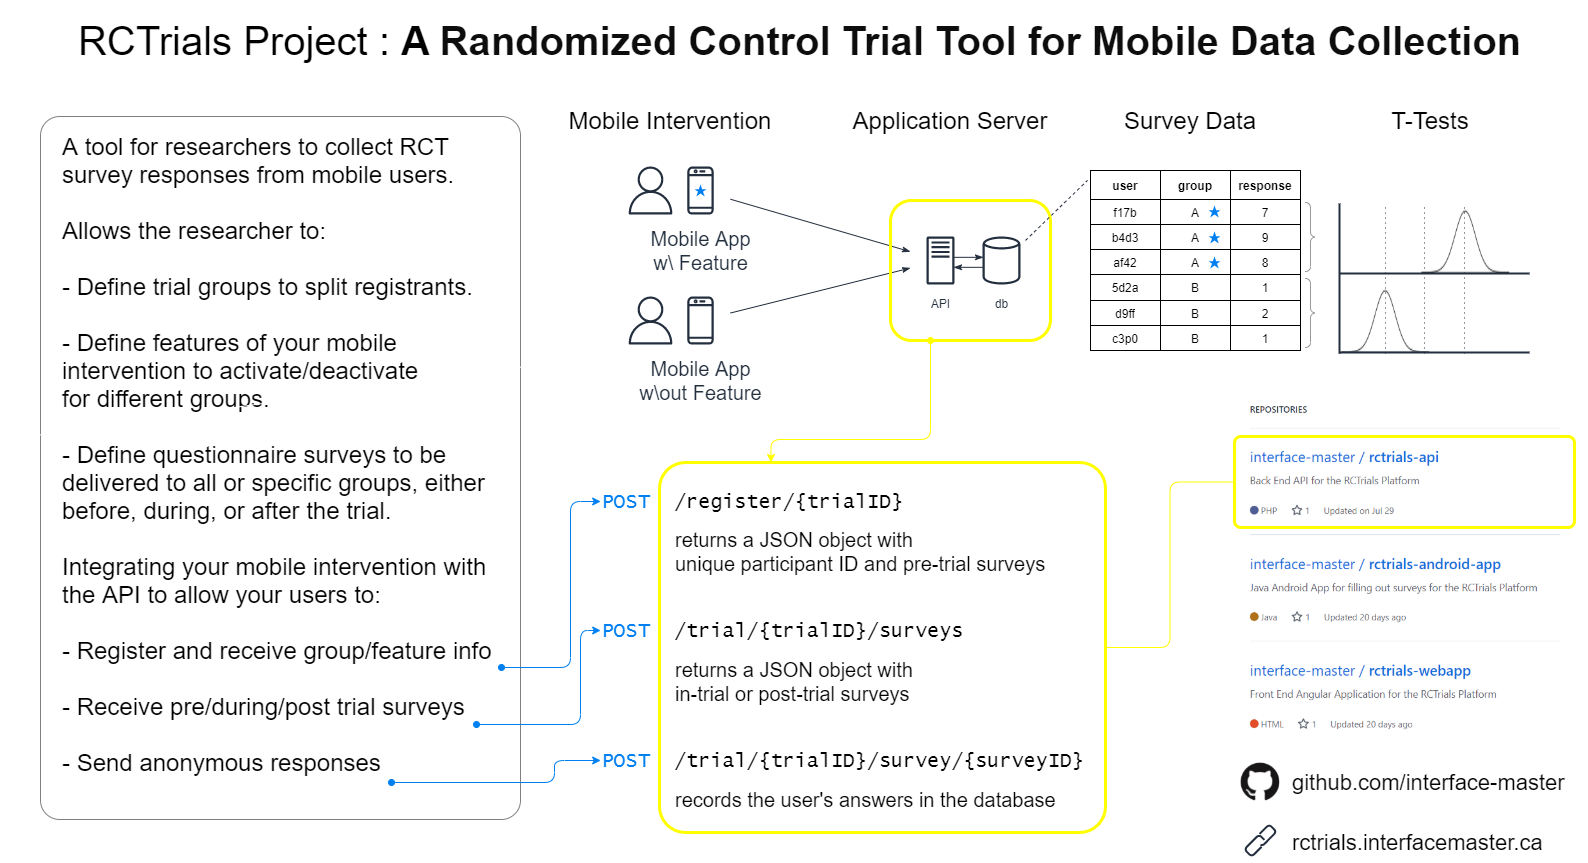 RCTrials Project : A Randomized Control Trial Tool for Mobile Data Collection
A tool for researchers to collect RCT
survey responses from mobile users.
Allows the researcher to:
- Define trial groups to split registrants.
- Define features of your mobile
intervention to activate/deactivate
for different groups.
- Define questionnaire surveys to be
delivered to all or specific groups, either
before, during, or after the trial.
Integrating your mobile intervention with
the API to allow your users to:
- Register and receive group/feature info
- Receive pre/during/post trial surveys
- Send anonymous responses
Mobile Intervention
Mobile App
w\ Feature
Mobile App
w\out Feature
Application Server
API
db
Survey Data
user group response
f17b A 7
b4d3 A 9
af42 A 8
5d2a B 1
d9ff B 2
c3p0 B 1
T-Tests
POST /register/{trialID}
returns a JSON object with
unique participant ID and pre-trial surveys
POST /trial/{trialID}/surveys
returns a JSON object with
in-trial or post-trial surveys
POST /trial/{trialID}/survey/{surveyID}
records the user's answers in the database
REPOSITORIES
interface-master / rctrials-api
Back End API for the RCTrials Platform
PHP 1 Updated on Jul 29
interface-master / rctrials-android-app
Java Android App for filling out surveys for the RCTrials Platform
Java 1 Updated 20 days ago
interface-master / rctrials-webapp
Front End Angular Application for the RCTrials Platform
HTML 1 Updated 20 days ago
github.com/interface-master
rctrials.interfacemaster.ca